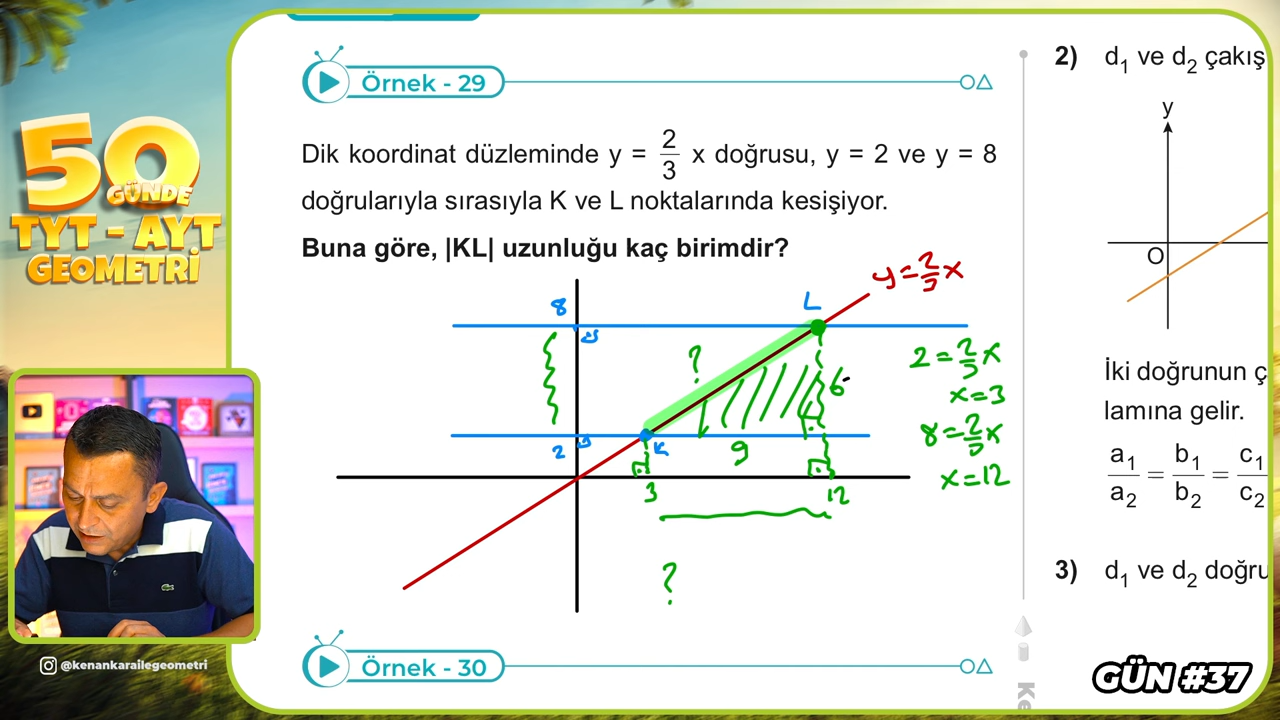 50
GÜNDE
TYT - AYT
GEOMETRİ
@kenankarailegeometri
Örnek - 29
Dik koordinat düzleminde y = 2/3 x doğrusu, y = 2 ve y = 8
doğrularıyla sırasıyla K ve L noktalarında kesişiyor.
Buna göre, |KL| uzunluğu kaç birimdir?
y = 2/3 x
8
L
?
2 = 2/3 x
6
x = 3
8 = 2/3 x
2
K
9
x = 12
3
12
?
Örnek - 30
2) d1 ve d2 çakış
y
O
İki doğrunun ç
lamına gelir.
a1/a2 = b1/b2 = c1/c2
3) d1 ve d2 doğru
Ke
GÜN #37